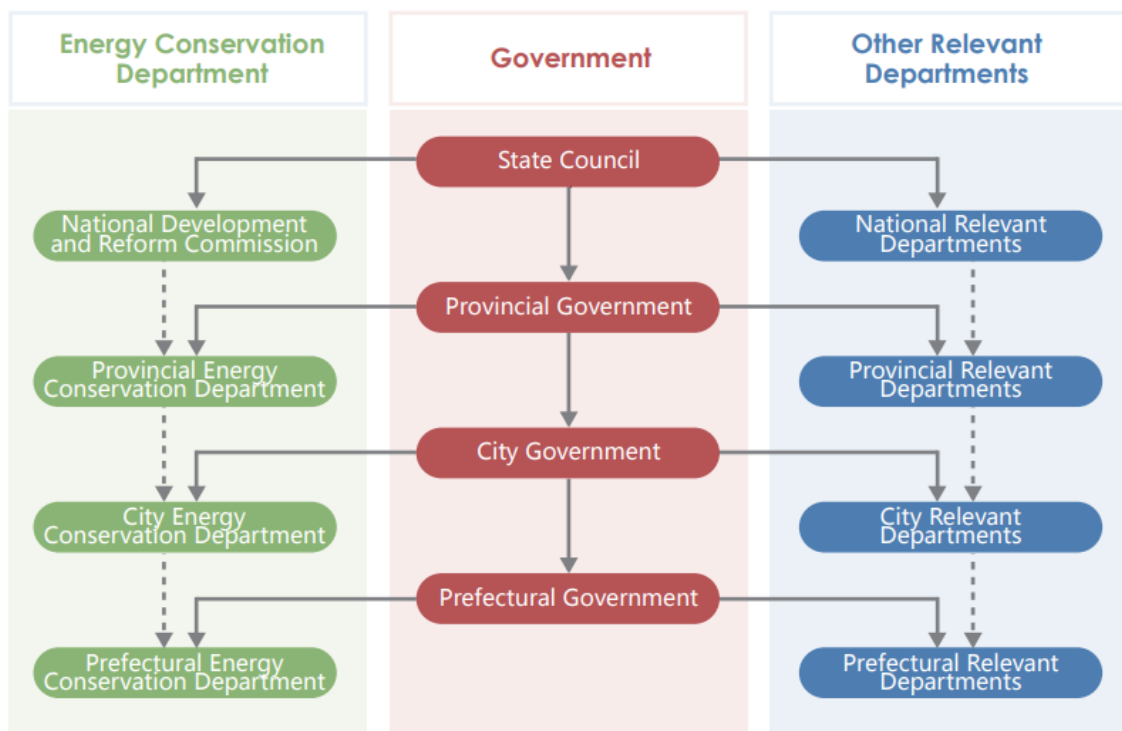 Energy Conservation
Department
Government
Other Relevant
Departments
State Council
National Development
and Reform Commission
National Relevant
Departments
Provincial Government
Provincial Energy
Conservation Department
Provincial Relevant
Departments
City Government
City Energy
Conservation Department
City Relevant
Departments
Prefectural Government
Prefectural Energy
Conservation Department
Prefectural Relevant
Departments